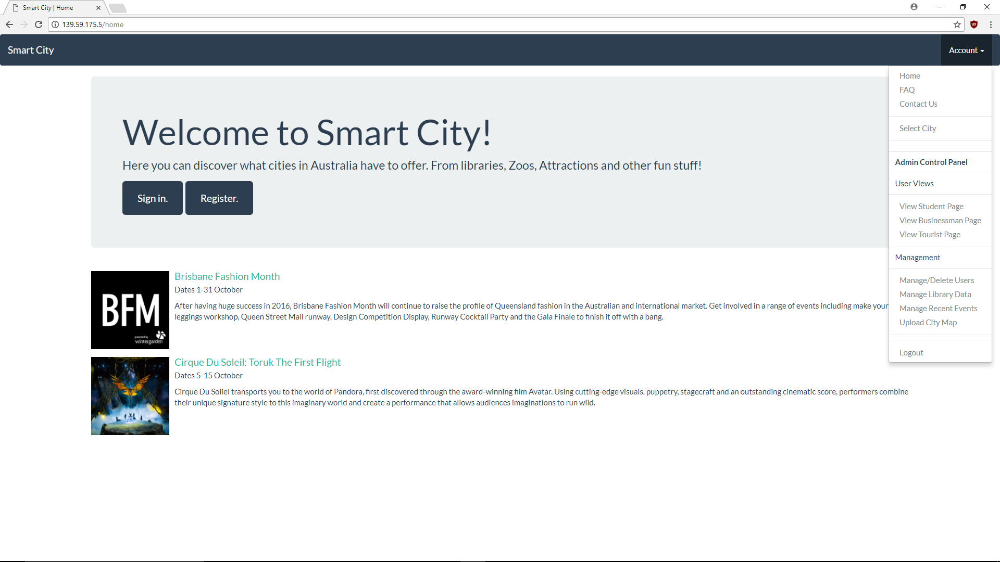 Smart City | Home
139.59.175.5/home
Smart City
Account
Home
FAQ
Contact Us
Select City
Admin Control Panel
User Views
View Student Page
View Businessman Page
View Tourist Page
Management
Manage/Delete Users
Manage Library Data
Manage Recent Events
Upload City Map
Logout
Welcome to Smart City!
Here you can discover what cities in Australia have to offer. From libraries, Zoos, Attractions and other fun stuff!
Sign in.
Register.
BFM
presented by
wintergarden
Brisbane Fashion Month
Dates 1-31 October
After having huge success in 2016, Brisbane Fashion Month will continue to raise the profile of Queensland fashion in the Australian and international market. Get involved in a range of events including make your
leggings workshop, Queen Street Mall runway, Design Competition Display, Runway Cocktail Party and the Gala Finale to finish it off with a bang.
Cirque Du Soleil: Toruk The First Flight
Dates 5-15 October
Cirque Du Soliel transports you to the world of Pandora, first discovered through the award-winning film Avatar. Using cutting-edge visuals, puppetry, stagecraft and an outstanding cinematic score, performers combine
their unique signature style to this imaginary world and create a performance that allows audiences imaginations to run wild.